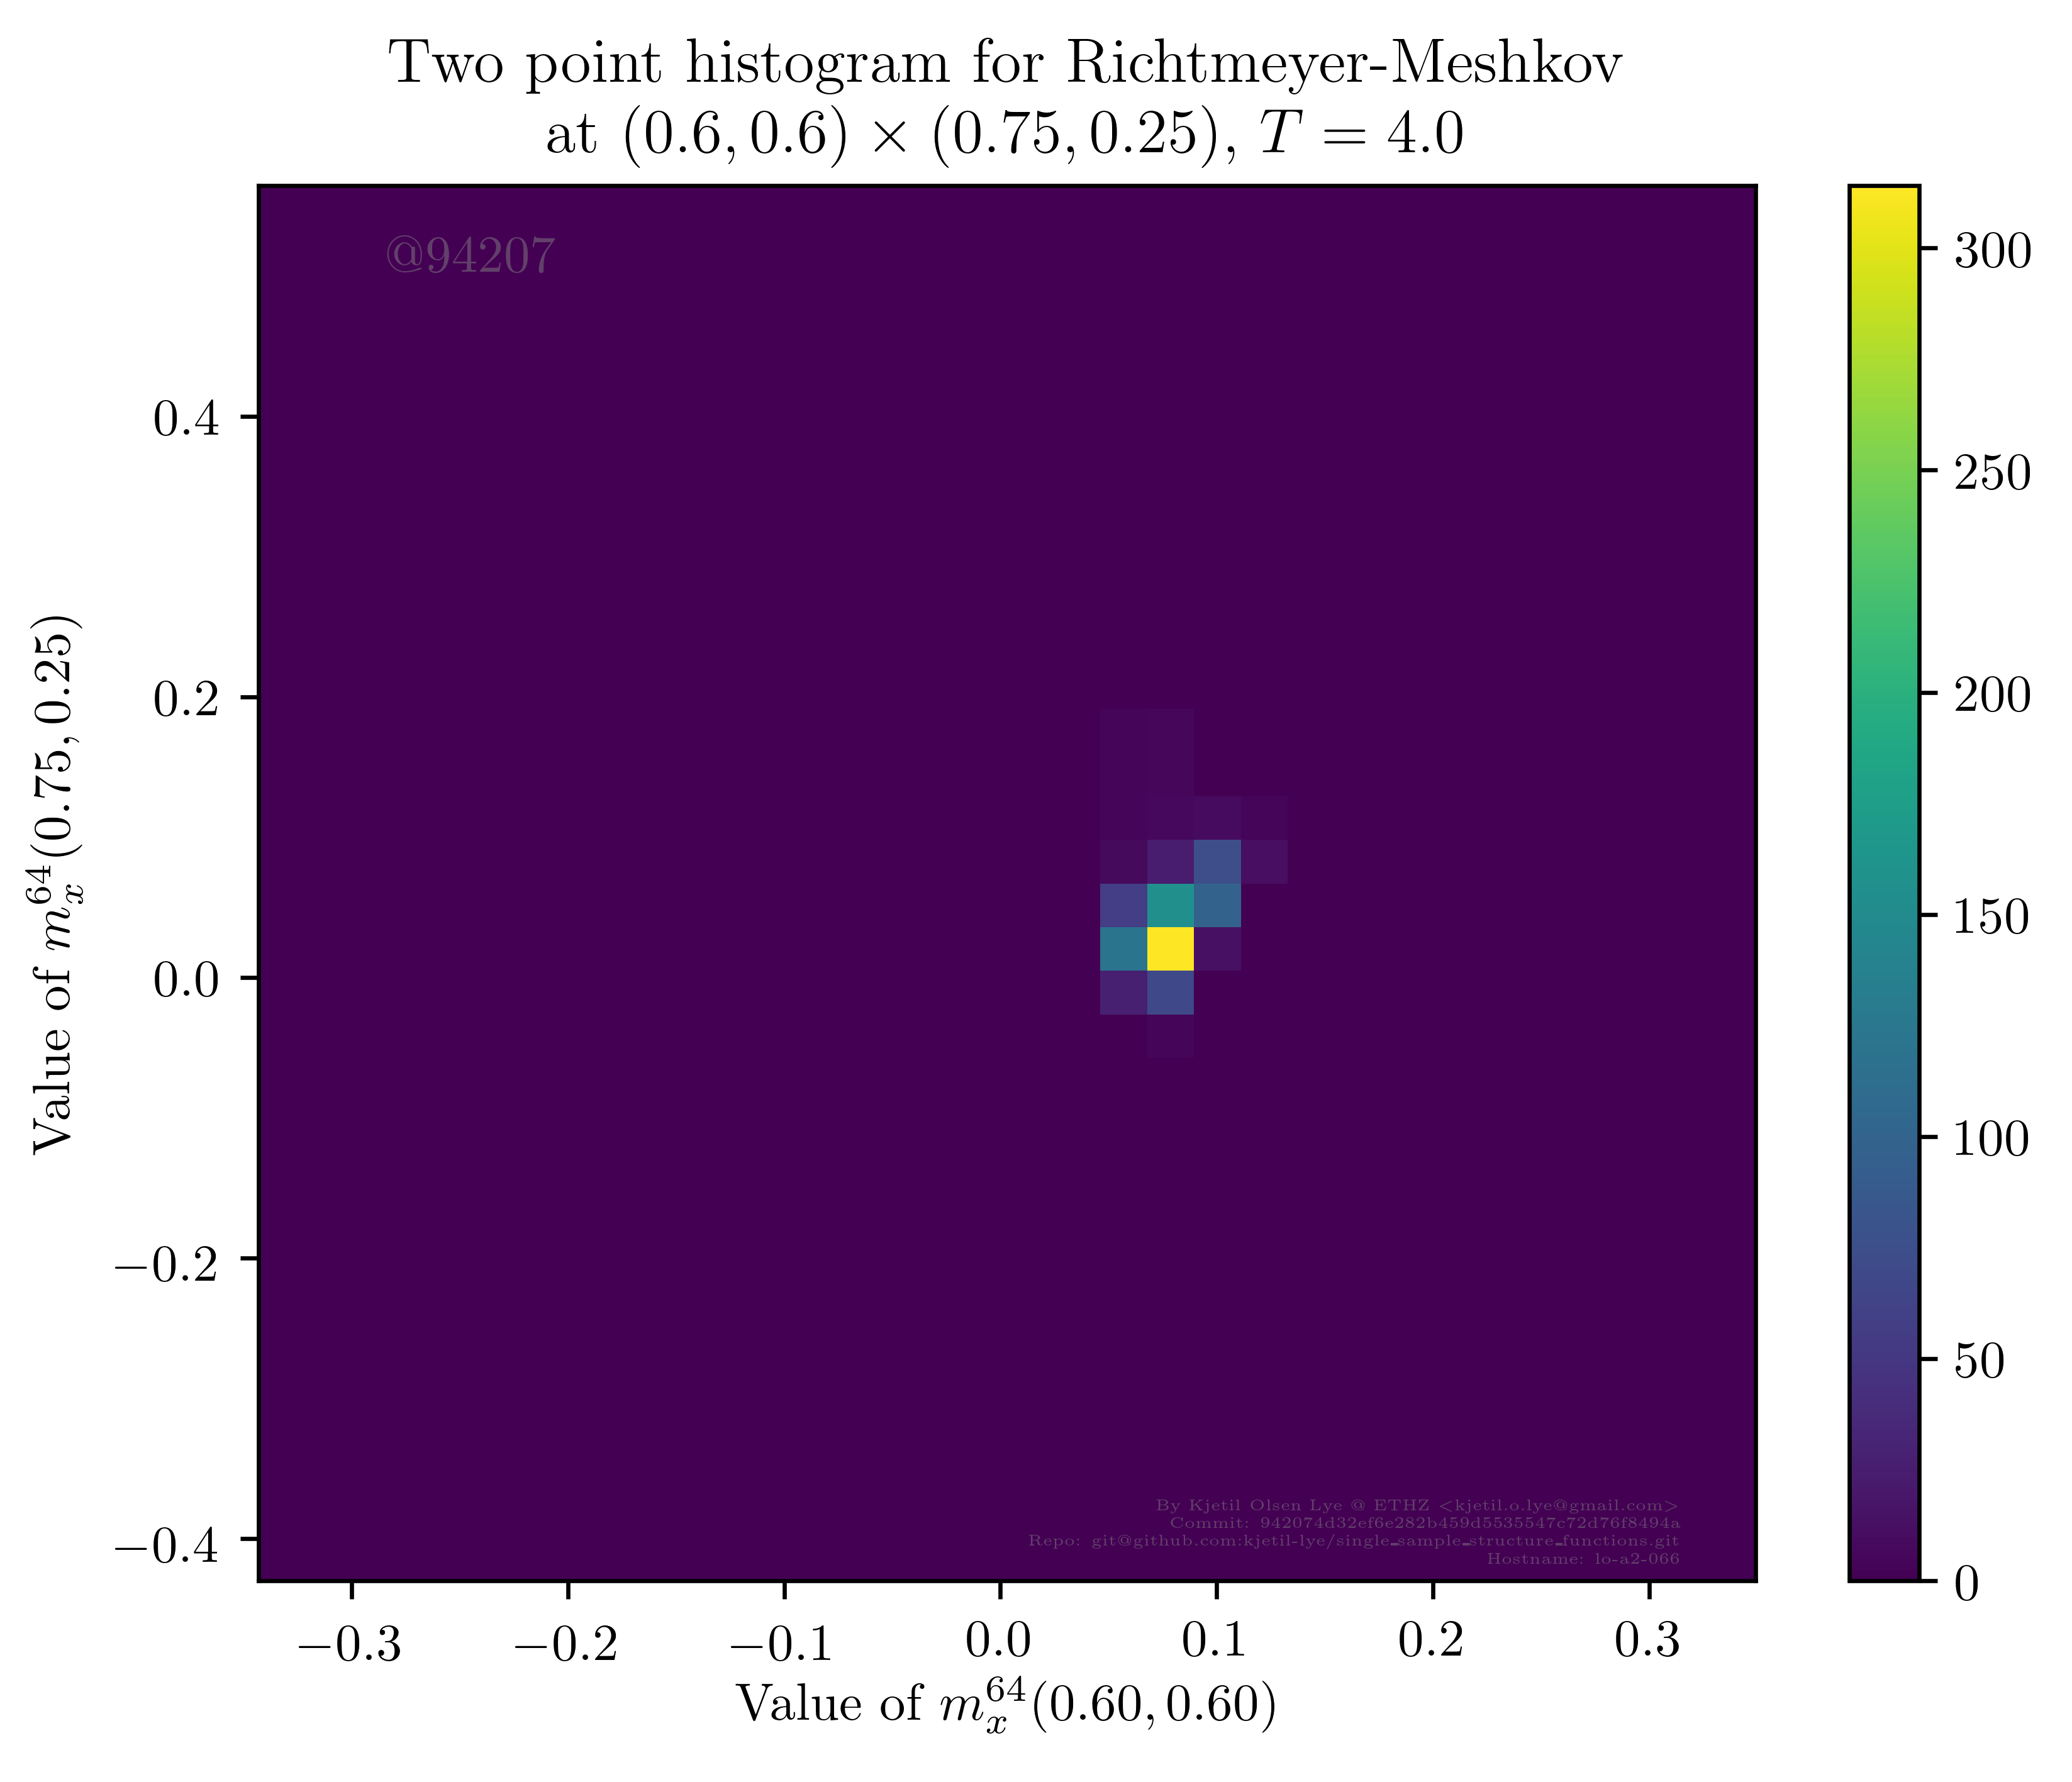 Two point histogram for Richtmeyer-Meshkov
at (0.6, 0.6) × (0.75, 0.25), T = 4.0
@94207
0.4
0.2
0.0
−0.2
−0.4
Value of m_x^{64}(0.75, 0.25)
−0.3
−0.2
−0.1
0.0
0.1
0.2
0.3
Value of m_x^{64}(0.60, 0.60)
300
250
200
150
100
50
0
By Kjetil Olsen Lye @ ETHZ <kjetil.o.lye@gmail.com>
Commit: 942074d32ef6e282b459d5535547c72d76f8494a
Repo: git@github.com:kjetil-lye/single_sample_structure_functions.git
Hostname: lo-a2-066